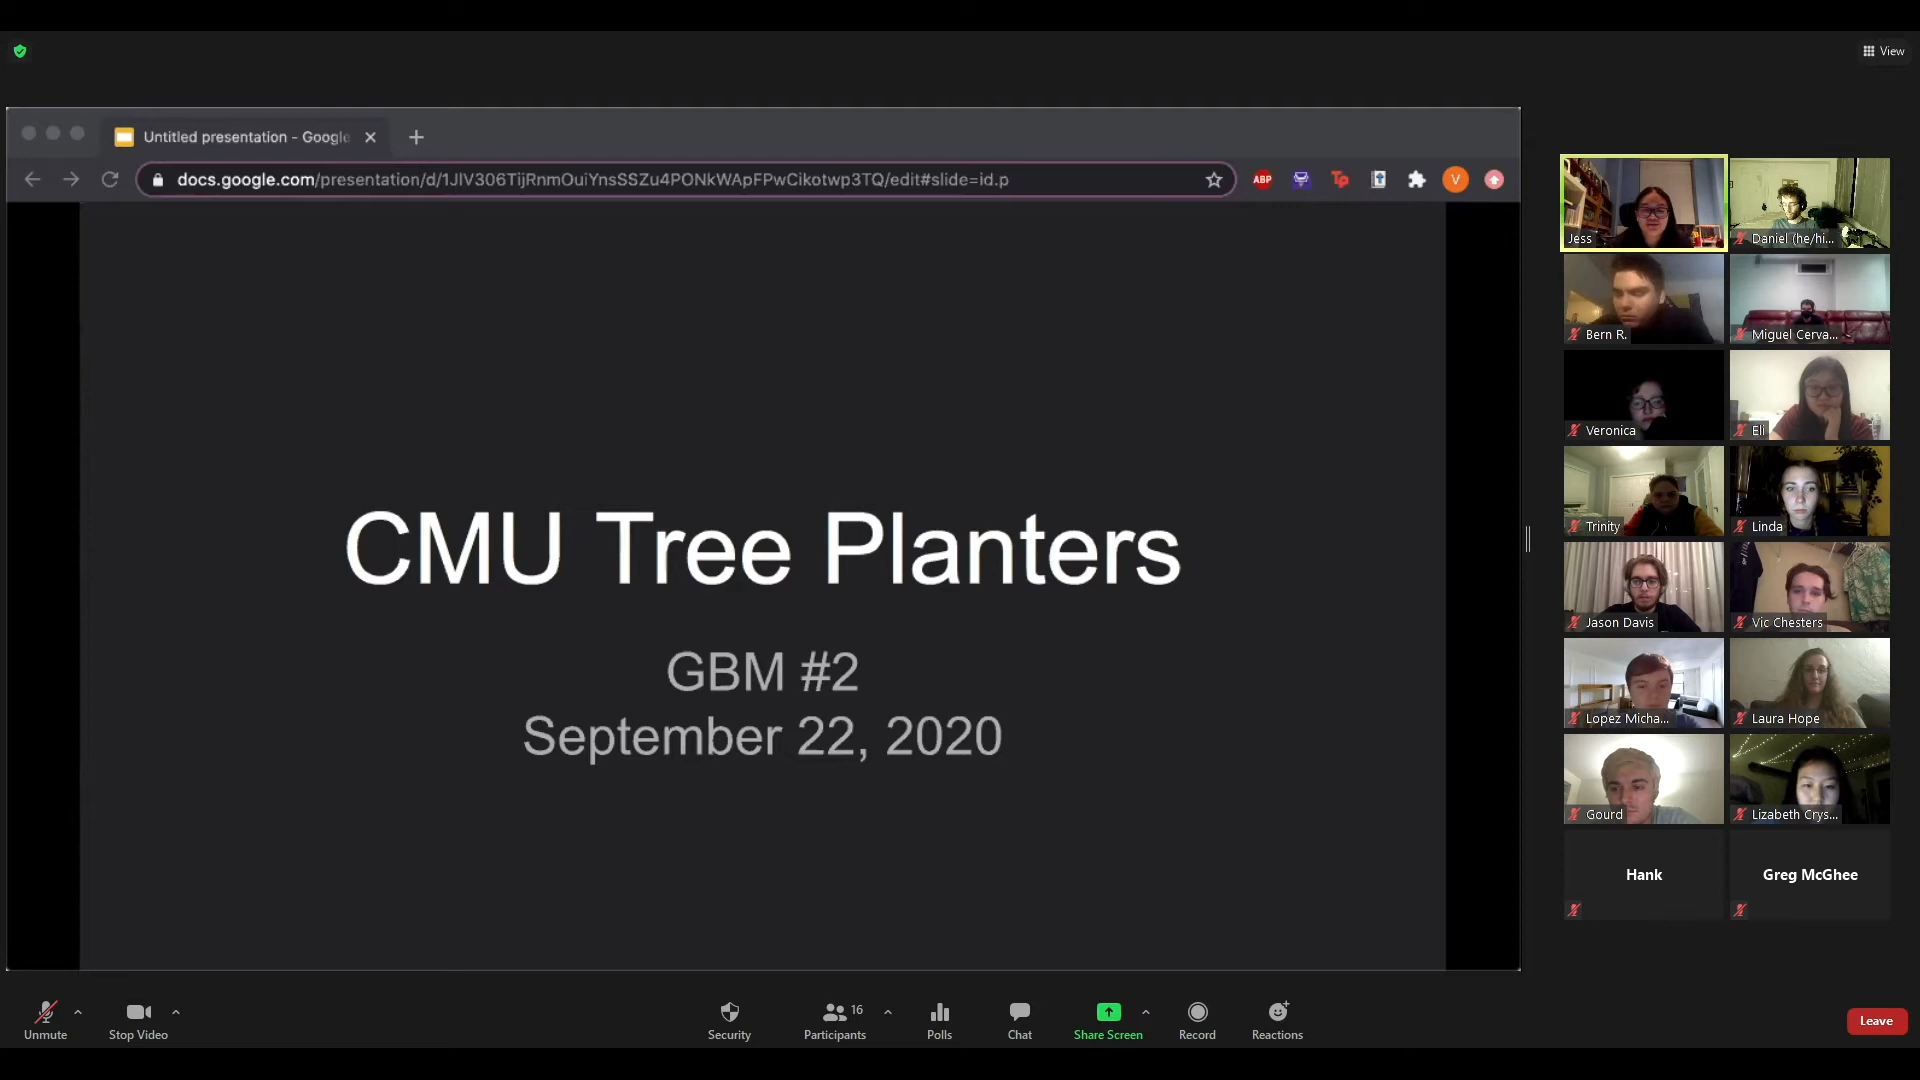 View
Untitled presentation - Google
docs.google.com/presentation/d/1JlV306TijRnmOuiYnsSSZu4PONkWApFPwCikotwp3TQ/edit#slide=id.p
ABP
Tp
V
CMU Tree Planters
GBM #2
September 22, 2020
Jess
Daniel (he/hi...
Bern R.
Miguel Cerva...
Veronica
Eli
Trinity
Linda
Jason Davis
Vic Chesters
Lopez Micha...
Laura Hope
Gourd
Lizabeth Crys...
Hank
Greg McGhee
Unmute
Stop Video
Security
Participants
16
Polls
Chat
Share Screen
Record
Reactions
Leave